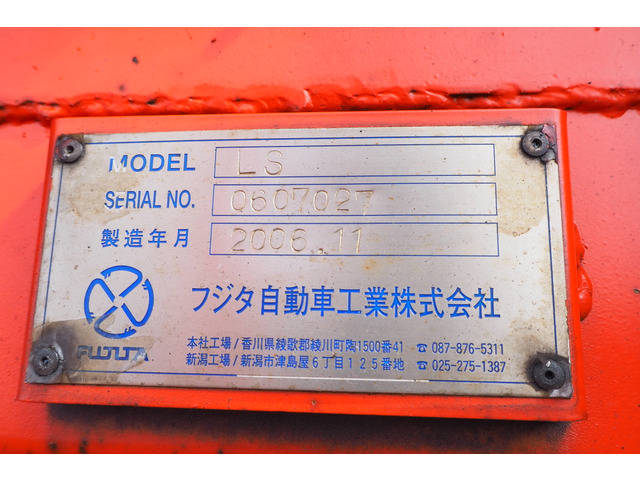 MODEL LS
SERIAL NO. 0607027
製造年月 2006.11
フジタ自動車工業株式会社
FUJITA
本社工場/香川県綾歌郡綾川町陶1500番41 ☎087-876-5311
新潟工場/新潟市津島屋6丁目125番地 ☎025-275-1387